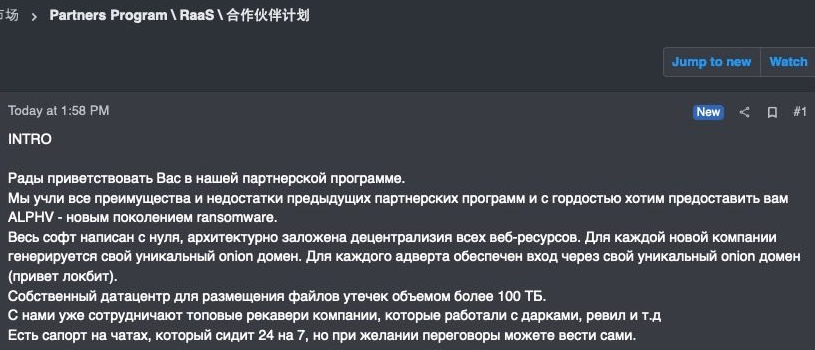 市场 > Partners Program \ RaaS \ 合作伙伴计划
Jump to new Watch
Today at 1:58 PM New #1
INTRO
Рады приветствовать Вас в нашей партнерской программе.
Мы учли все преимущества и недостатки предыдущих партнерских программ и с гордостью хотим предоставить вам
ALPHV - новым поколением ransomware.
Весь софт написан с нуля, архитектурно заложена децентрализия всех веб-ресурсов. Для каждой новой компании
генерируется свой уникальный onion домен. Для каждого адверта обеспечен вход через свой уникальный onion домен
(привет локбит).
Собственный датацентр для размещения файлов утечек объемом более 100 ТБ.
С нами уже сотрудничают топовые рекавери компании, которые работали с дарками, ревил и т.д
Есть сапорт на чатах, который сидит 24 на 7, но при желании переговоры можете вести сами.